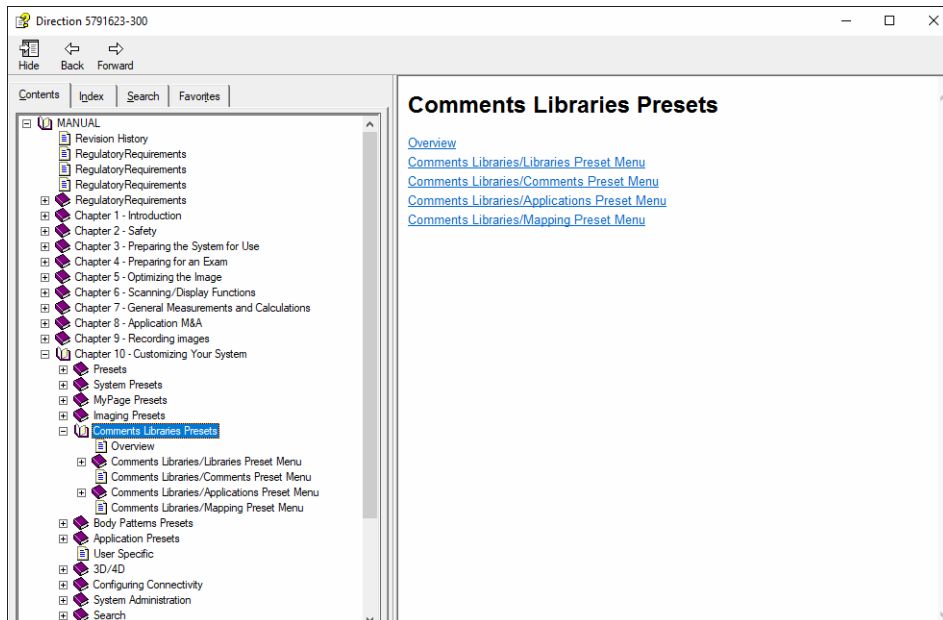 Direction 5791623-300
Hide Back Forward
Contents Index Search Favorites
MANUAL
Revision History
RegulatoryRequirements
RegulatoryRequirements
RegulatoryRequirements
RegulatoryRequirements
Chapter 1 - Introduction
Chapter 2 - Safety
Chapter 3 - Preparing the System for Use
Chapter 4 - Preparing for an Exam
Chapter 5 - Optimizing the Image
Chapter 6 - Scanning/Display Functions
Chapter 7 - General Measurements and Calculations
Chapter 8 - Application M&A
Chapter 9 - Recording images
Chapter 10 - Customizing Your System
Presets
System Presets
MyPage Presets
Imaging Presets
Comments Libraries Presets
Overview
Comments Libraries/Libraries Preset Menu
Comments Libraries/Comments Preset Menu
Comments Libraries/Applications Preset Menu
Comments Libraries/Mapping Preset Menu
Body Patterns Presets
Application Presets
User Specific
3D/4D
Configuring Connectivity
System Administration
Search
Comments Libraries Presets
Overview
Comments Libraries/Libraries Preset Menu
Comments Libraries/Comments Preset Menu
Comments Libraries/Applications Preset Menu
Comments Libraries/Mapping Preset Menu